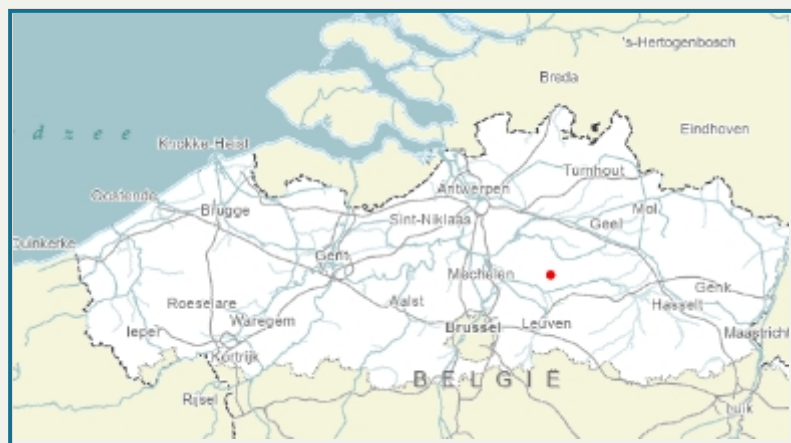 's-Hertogenbosch
Breda
d z e e
Eindhoven
Knokke-Heist
Turnhout
Antwerpen
Oostende
Mol
Brugge
Sint-Niklaas
Geel
Duinkerke
Gent
Mechelen
Genk
Roeselare
Aalst
Hasselt
Ieper
Waregem
Brussel
Leuven
Maastricht
Kortrijk
BELGIË
Rijsel
Luik